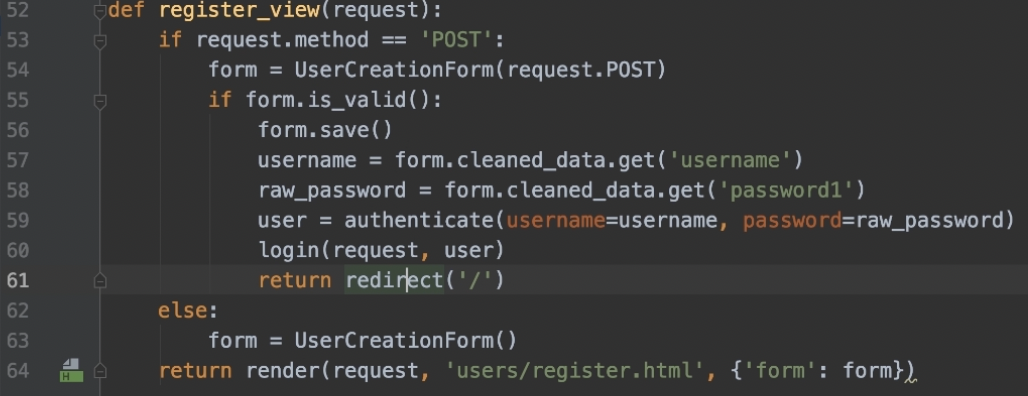 52 def register_view(request):
53 if request.method == 'POST':
54 form = UserCreationForm(request.POST)
55 if form.is_valid():
56 form.save()
57 username = form.cleaned_data.get('username')
58 raw_password = form.cleaned_data.get('password1')
59 user = authenticate(username=username, password=raw_password)
60 login(request, user)
61 return redirect('/')
62 else:
63 form = UserCreationForm()
64 return render(request, 'users/register.html', {'form': form})